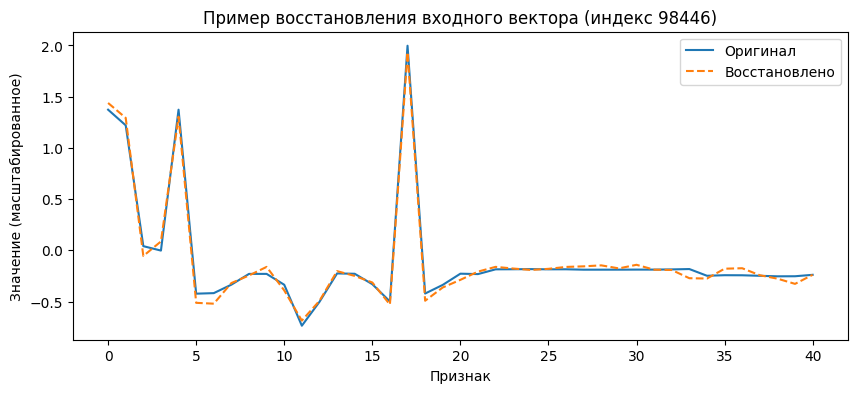 Пример восстановления входного вектора (индекс 98446)
Оригинал
Восстановлено
Значение (масштабированное)
2.0
1.5
1.0
0.5
0.0
−0.5
0 5 10 15 20 25 30 35 40
Признак